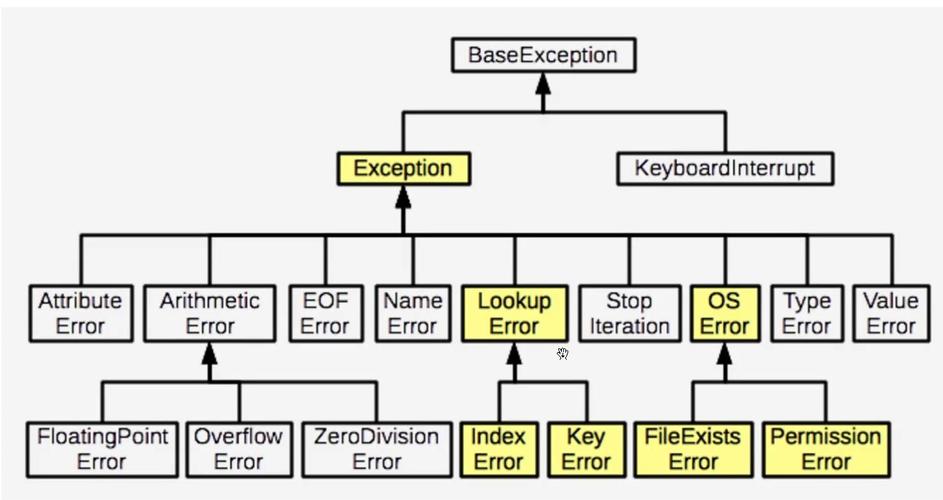 BaseException
Exception
KeyboardInterrupt
Attribute
Error
Arithmetic
Error
EOF
Error
Name
Error
Lookup
Error
Stop
Iteration
OS
Error
Type
Error
Value
Error
FloatingPoint
Error
Overflow
Error
ZeroDivision
Error
Index
Error
Key
Error
FileExists
Error
Permission
Error